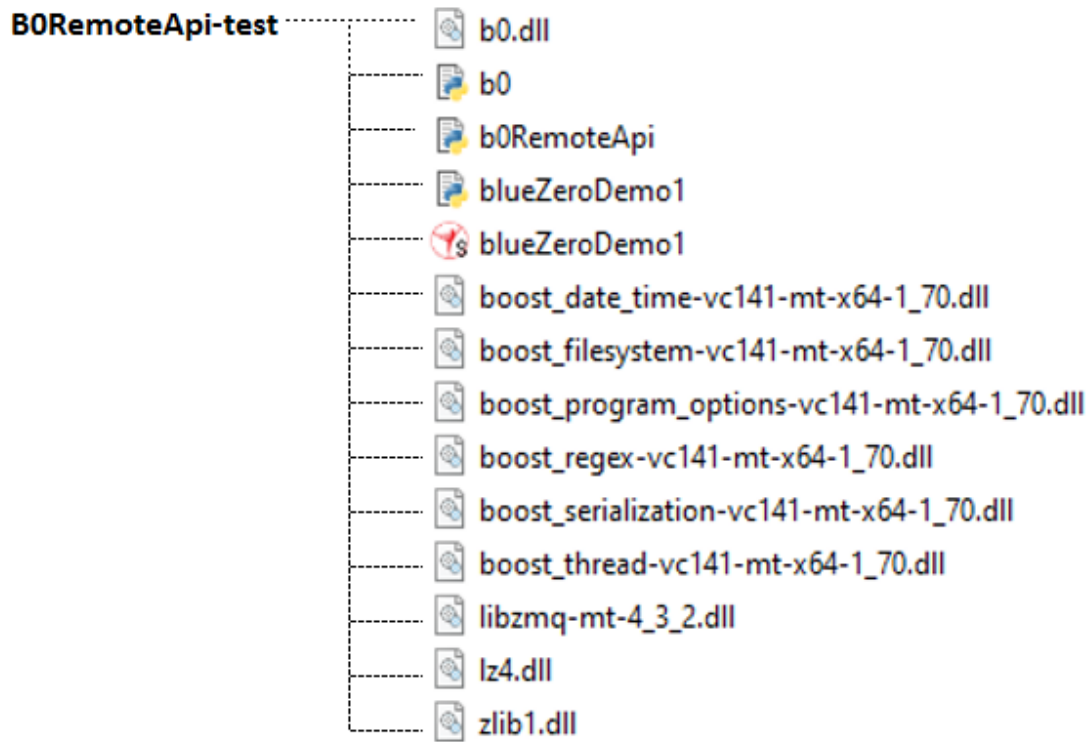 B0RemoteApi-test
b0.dll
b0
b0RemoteApi
blueZeroDemo1
blueZeroDemo1
boost_date_time-vc141-mt-x64-1_70.dll
boost_filesystem-vc141-mt-x64-1_70.dll
boost_program_options-vc141-mt-x64-1_70.dll
boost_regex-vc141-mt-x64-1_70.dll
boost_serialization-vc141-mt-x64-1_70.dll
boost_thread-vc141-mt-x64-1_70.dll
libzmq-mt-4_3_2.dll
lz4.dll
zlib1.dll